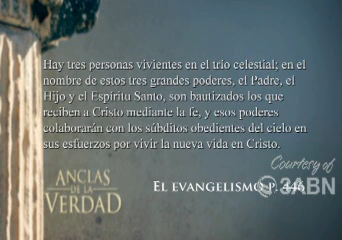 Hay tres personas vivientes en el trío celestial; en el
nombre de estos tres grandes poderes, el Padre, el
Hijo y el Espíritu Santo, son bautizados los que
reciben a Cristo mediante la fe, y esos poderes
colaborarán con los súbditos obedientes del cielo en
sus esfuerzos por vivir la nueva vida en Cristo.
Courtesy of
3ABN
ANCLAS
DE LA
VERDAD
EL EVANGELISMO P. 446